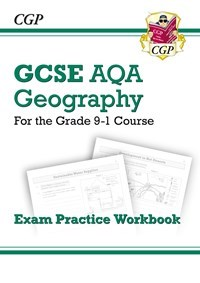 CGP
CGP
GCSE AQA
Geography
For the Grade 9-1 Course
Exam Practice Workbook